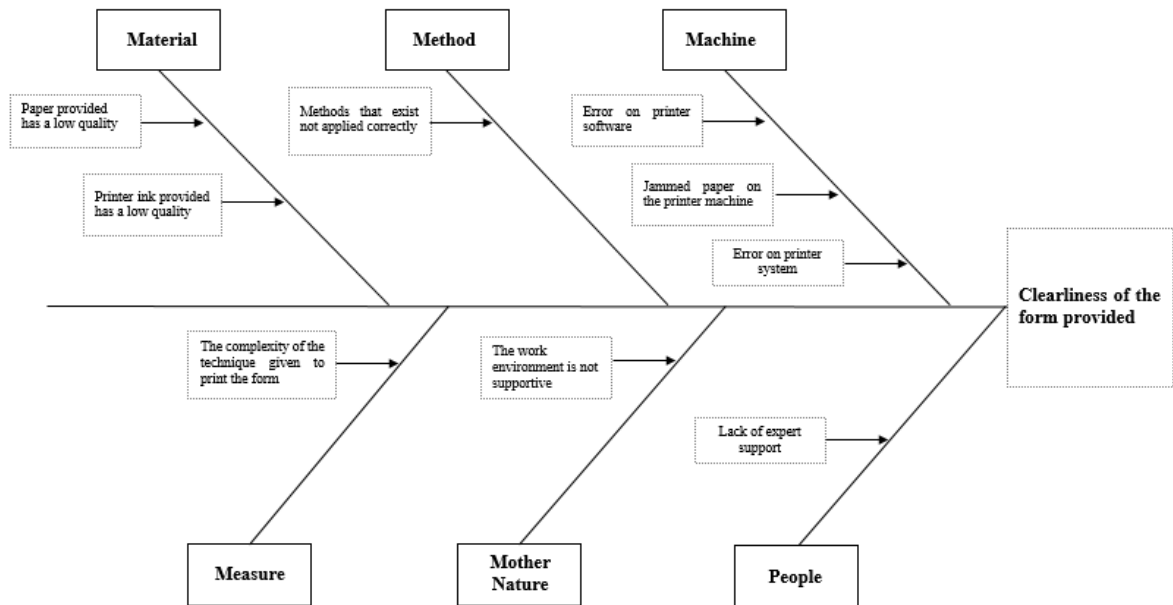 Material
Method
Machine
Paper provided
has a low quality
Methods that exist
not applied correctly
Error on printer
software
Printer ink provided
has a low quality
Jammed paper on
the printer machine
Error on printer
system
Clearliness of the
form provided
The complexity of the
technique given to
print the form
The work
environment is not
supportive
Lack of expert
support
Measure
Mother
Nature
People